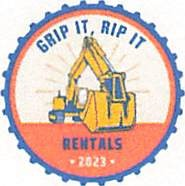 GRIP IT, RIP IT
RENTALS
• 2023 •